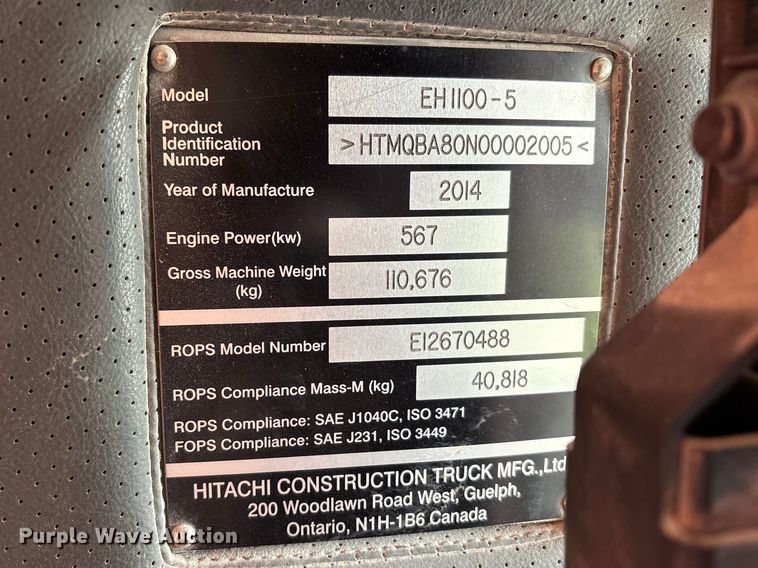 Model EH1100-5
Product Identification Number >HTMQBA80N00002005<
Year of Manufacture 2014
Engine Power(kw) 567
Gross Machine Weight (kg) 110,676
ROPS Model Number E12670488
ROPS Compliance Mass-M (kg) 40,818
ROPS Compliance: SAE J1040C, ISO 3471
FOPS Compliance: SAE J231, ISO 3449
HITACHI CONSTRUCTION TRUCK MFG.,Ltd
200 Woodlawn Road West, Guelph,
Ontario, N1H-1B6 Canada
Purple Wave Auction